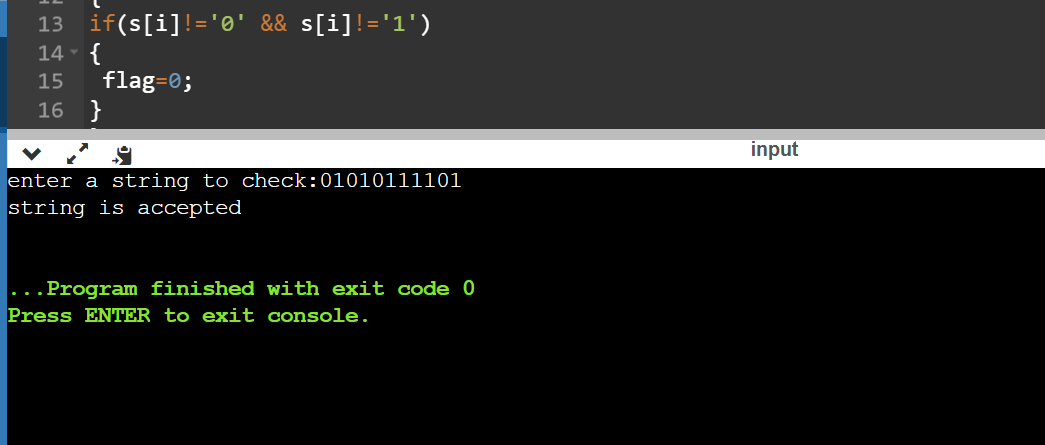 13 if(s[i]!='0' && s[i]!='1')
14 {
15 flag=0;
16 }
input
enter a string to check:01010111101
string is accepted
...Program finished with exit code 0
Press ENTER to exit console.